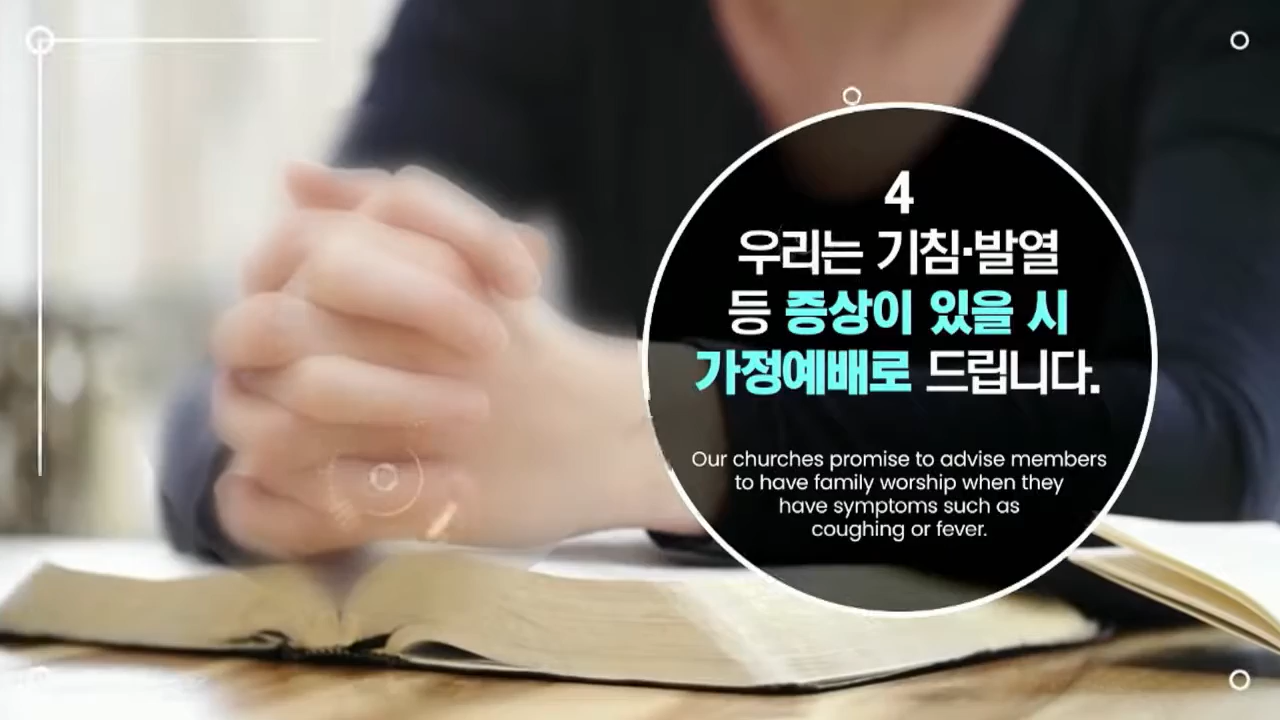 4
우리는 기침·발열
등 증상이 있을 시
가정예배로 드립니다.
Our churches promise to advise members
to have family worship when they
have symptoms such as
coughing or fever.